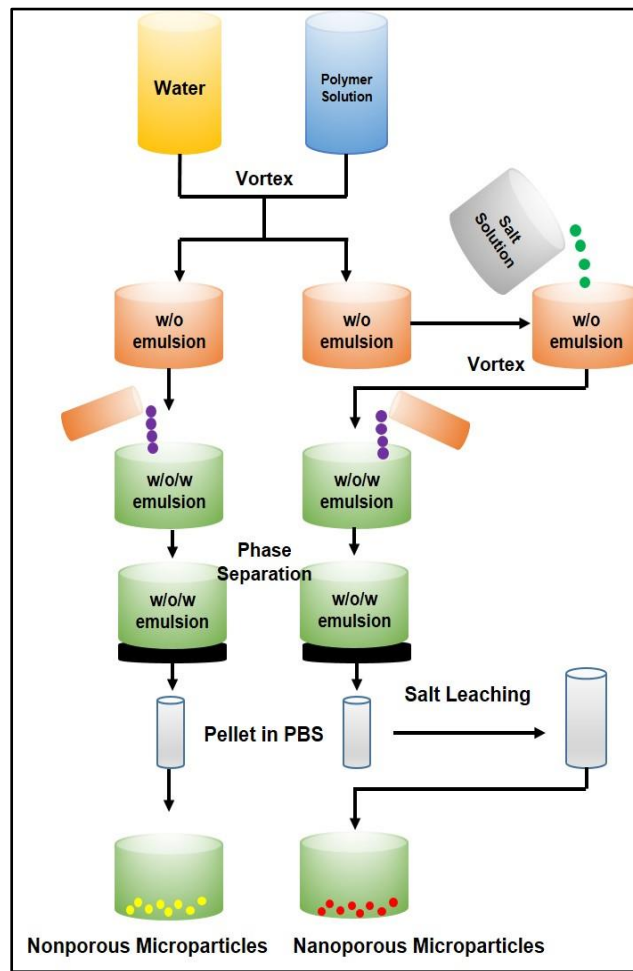 Water
Polymer
Solution
Vortex
Salt
Solution
w/o
emulsion
w/o
emulsion
w/o
emulsion
Vortex
w/o/w
emulsion
w/o/w
emulsion
Phase
Separation
w/o/w
emulsion
w/o/w
emulsion
Salt Leaching
Pellet in PBS
Nonporous Microparticles
Nanoporous Microparticles